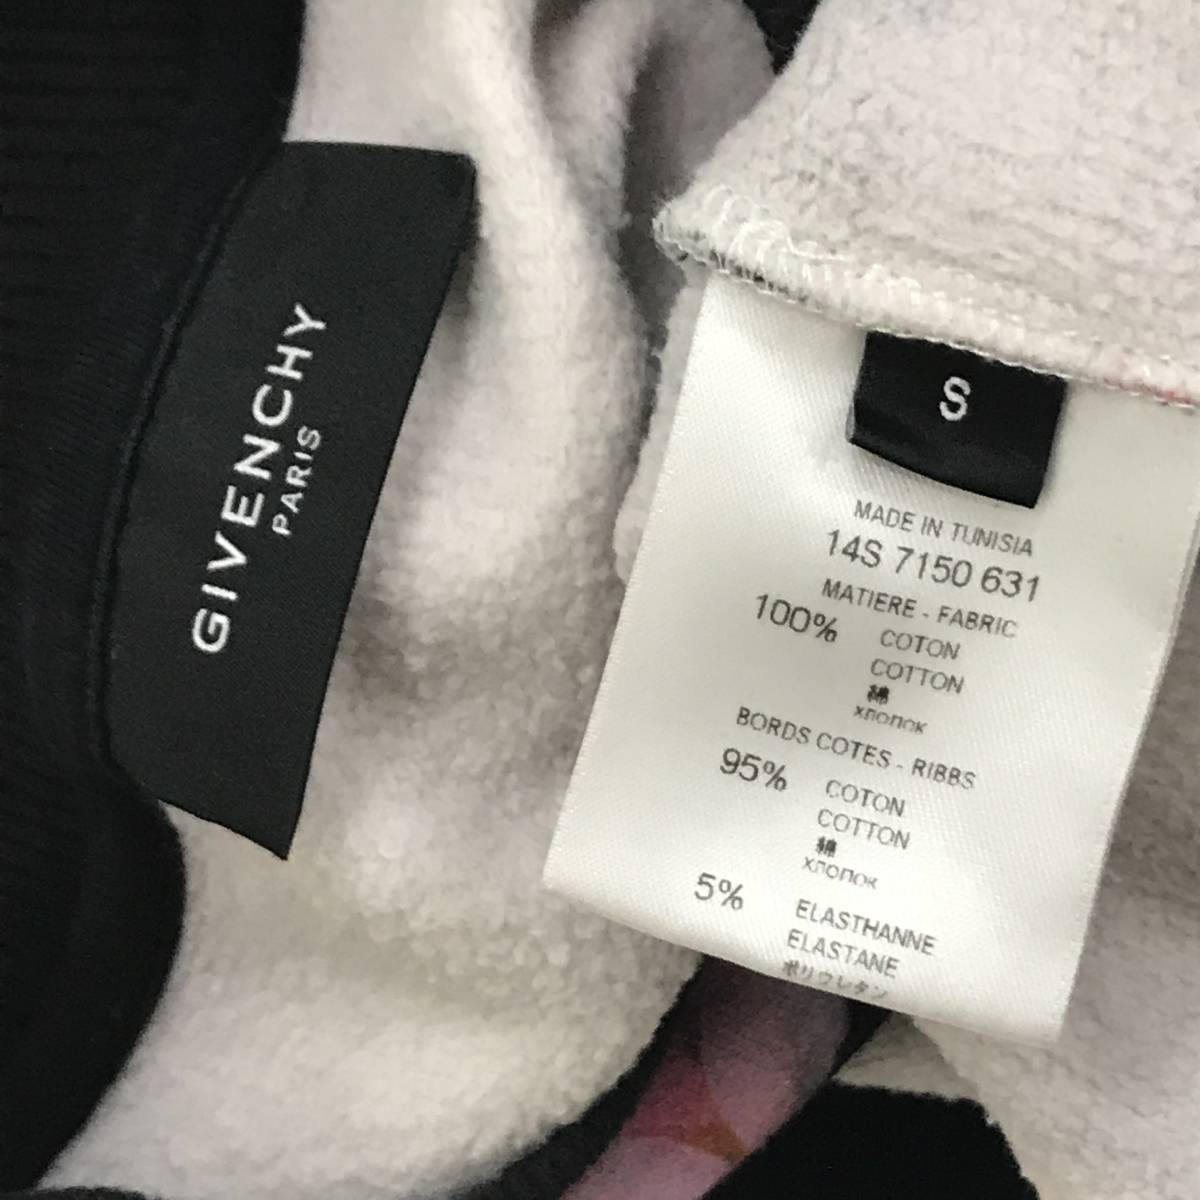 GIVENCHY
PARIS
S
MADE IN TUNISIA
14S 7150 631
MATIERE - FABRIC
100% COTON
COTTON
綿
хлопок
BORDS COTES - RIBBS
95% COTON
COTTON
綿
хлопок
5% ELASTHANNE
ELASTANE
ポリウレタン